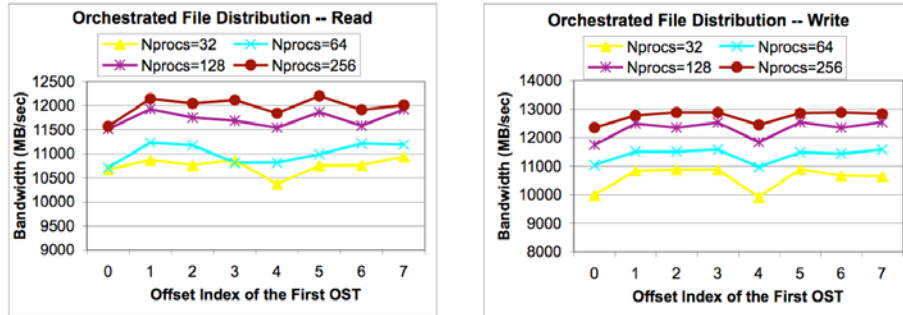 Orchestrated File Distribution -- Read
Nprocs=32 Nprocs=64
Nprocs=128 Nprocs=256
Bandwidth (MB/sec)
12500
12000
11500
11000
10500
10000
9500
9000
0 1 2 3 4 5 6 7
Offset Index of the First OST
Orchestrated File Distribution -- Write
Nprocs=32 Nprocs=64
Nprocs=128 Nprocs=256
Bandwidth (MB/sec)
14000
13000
12000
11000
10000
9000
8000
0 1 2 3 4 5 6 7
Offset Index of the First OST